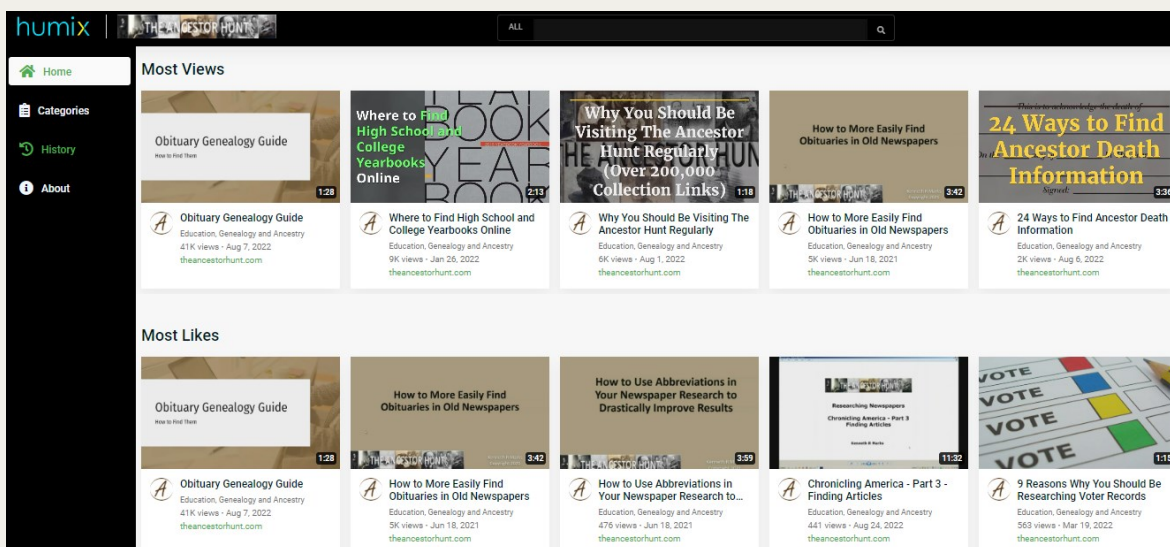 humix THE ANCESTOR HUNT
ALL
Home
Categories
History
About
Most Views
Obituary Genealogy Guide
How to Find Them
1:28
Where to Find
High School and
College
Yearbooks
Online
YEAR
BOOK
YEAR
BOOK
2:13
Why You Should Be
Visiting The Ancestor
Hunt Regularly
(Over 200,000
Collection Links)
1:18
How to More Easily Find
Obituaries in Old Newspapers
THE ANCESTOR HUNT
3:42
This is to acknowledge the death of
24 Ways to Find
Ancestor Death
Information
Signed:
3:36
Obituary Genealogy Guide
Education, Genealogy and Ancestry
41K views - Aug 7, 2022
theancestorhunt.com
Where to Find High School and
College Yearbooks Online
Education, Genealogy and Ancestry
9K views - Jan 26, 2022
theancestorhunt.com
Why You Should Be Visiting The
Ancestor Hunt Regularly
Education, Genealogy and Ancestry
6K views - Aug 1, 2022
theancestorhunt.com
How to More Easily Find
Obituaries in Old Newspapers
Education, Genealogy and Ancestry
5K views - Jun 18, 2021
theancestorhunt.com
24 Ways to Find Ancestor Death
Information
Education, Genealogy and Ancestry
2K views - Aug 6, 2022
theancestorhunt.com
Most Likes
Obituary Genealogy Guide
How to Find Them
1:28
How to More Easily Find
Obituaries in Old Newspapers
THE ANCESTOR HUNT
3:42
How to Use Abbreviations in
Your Newspaper Research to
Drastically Improve Results
THE ANCESTOR HUNT
3:59
THE ANCESTOR HUNT
Researching Newspapers
Chronicling America - Part 3
Finding Articles
11:32
VOTE
VOTE
VOTE
VOTE
1:15
Obituary Genealogy Guide
Education, Genealogy and Ancestry
41K views - Aug 7, 2022
theancestorhunt.com
How to More Easily Find
Obituaries in Old Newspapers
Education, Genealogy and Ancestry
5K views - Jun 18, 2021
theancestorhunt.com
How to Use Abbreviations in
Your Newspaper Research to...
Education, Genealogy and Ancestry
476 views - Jun 18, 2021
theancestorhunt.com
Chronicling America - Part 3 -
Finding Articles
Education, Genealogy and Ancestry
441 views - Aug 24, 2022
theancestorhunt.com
9 Reasons Why You Should Be
Researching Voter Records
Education, Genealogy and Ancestry
563 views - Mar 19, 2022
theancestorhunt.com